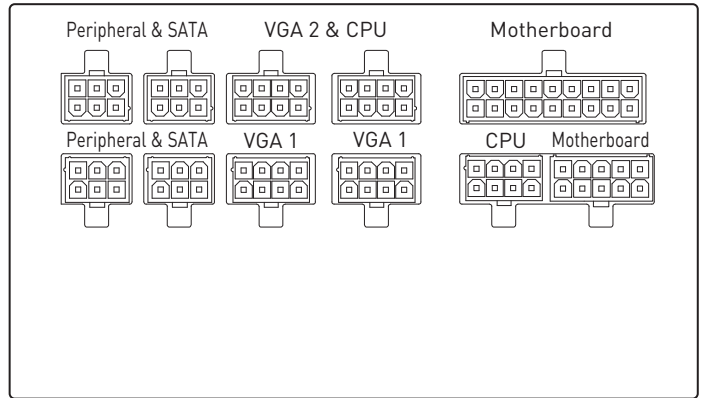 Peripheral & SATA VGA 2 & CPU Motherboard
Peripheral & SATA VGA 1 VGA 1 CPU Motherboard